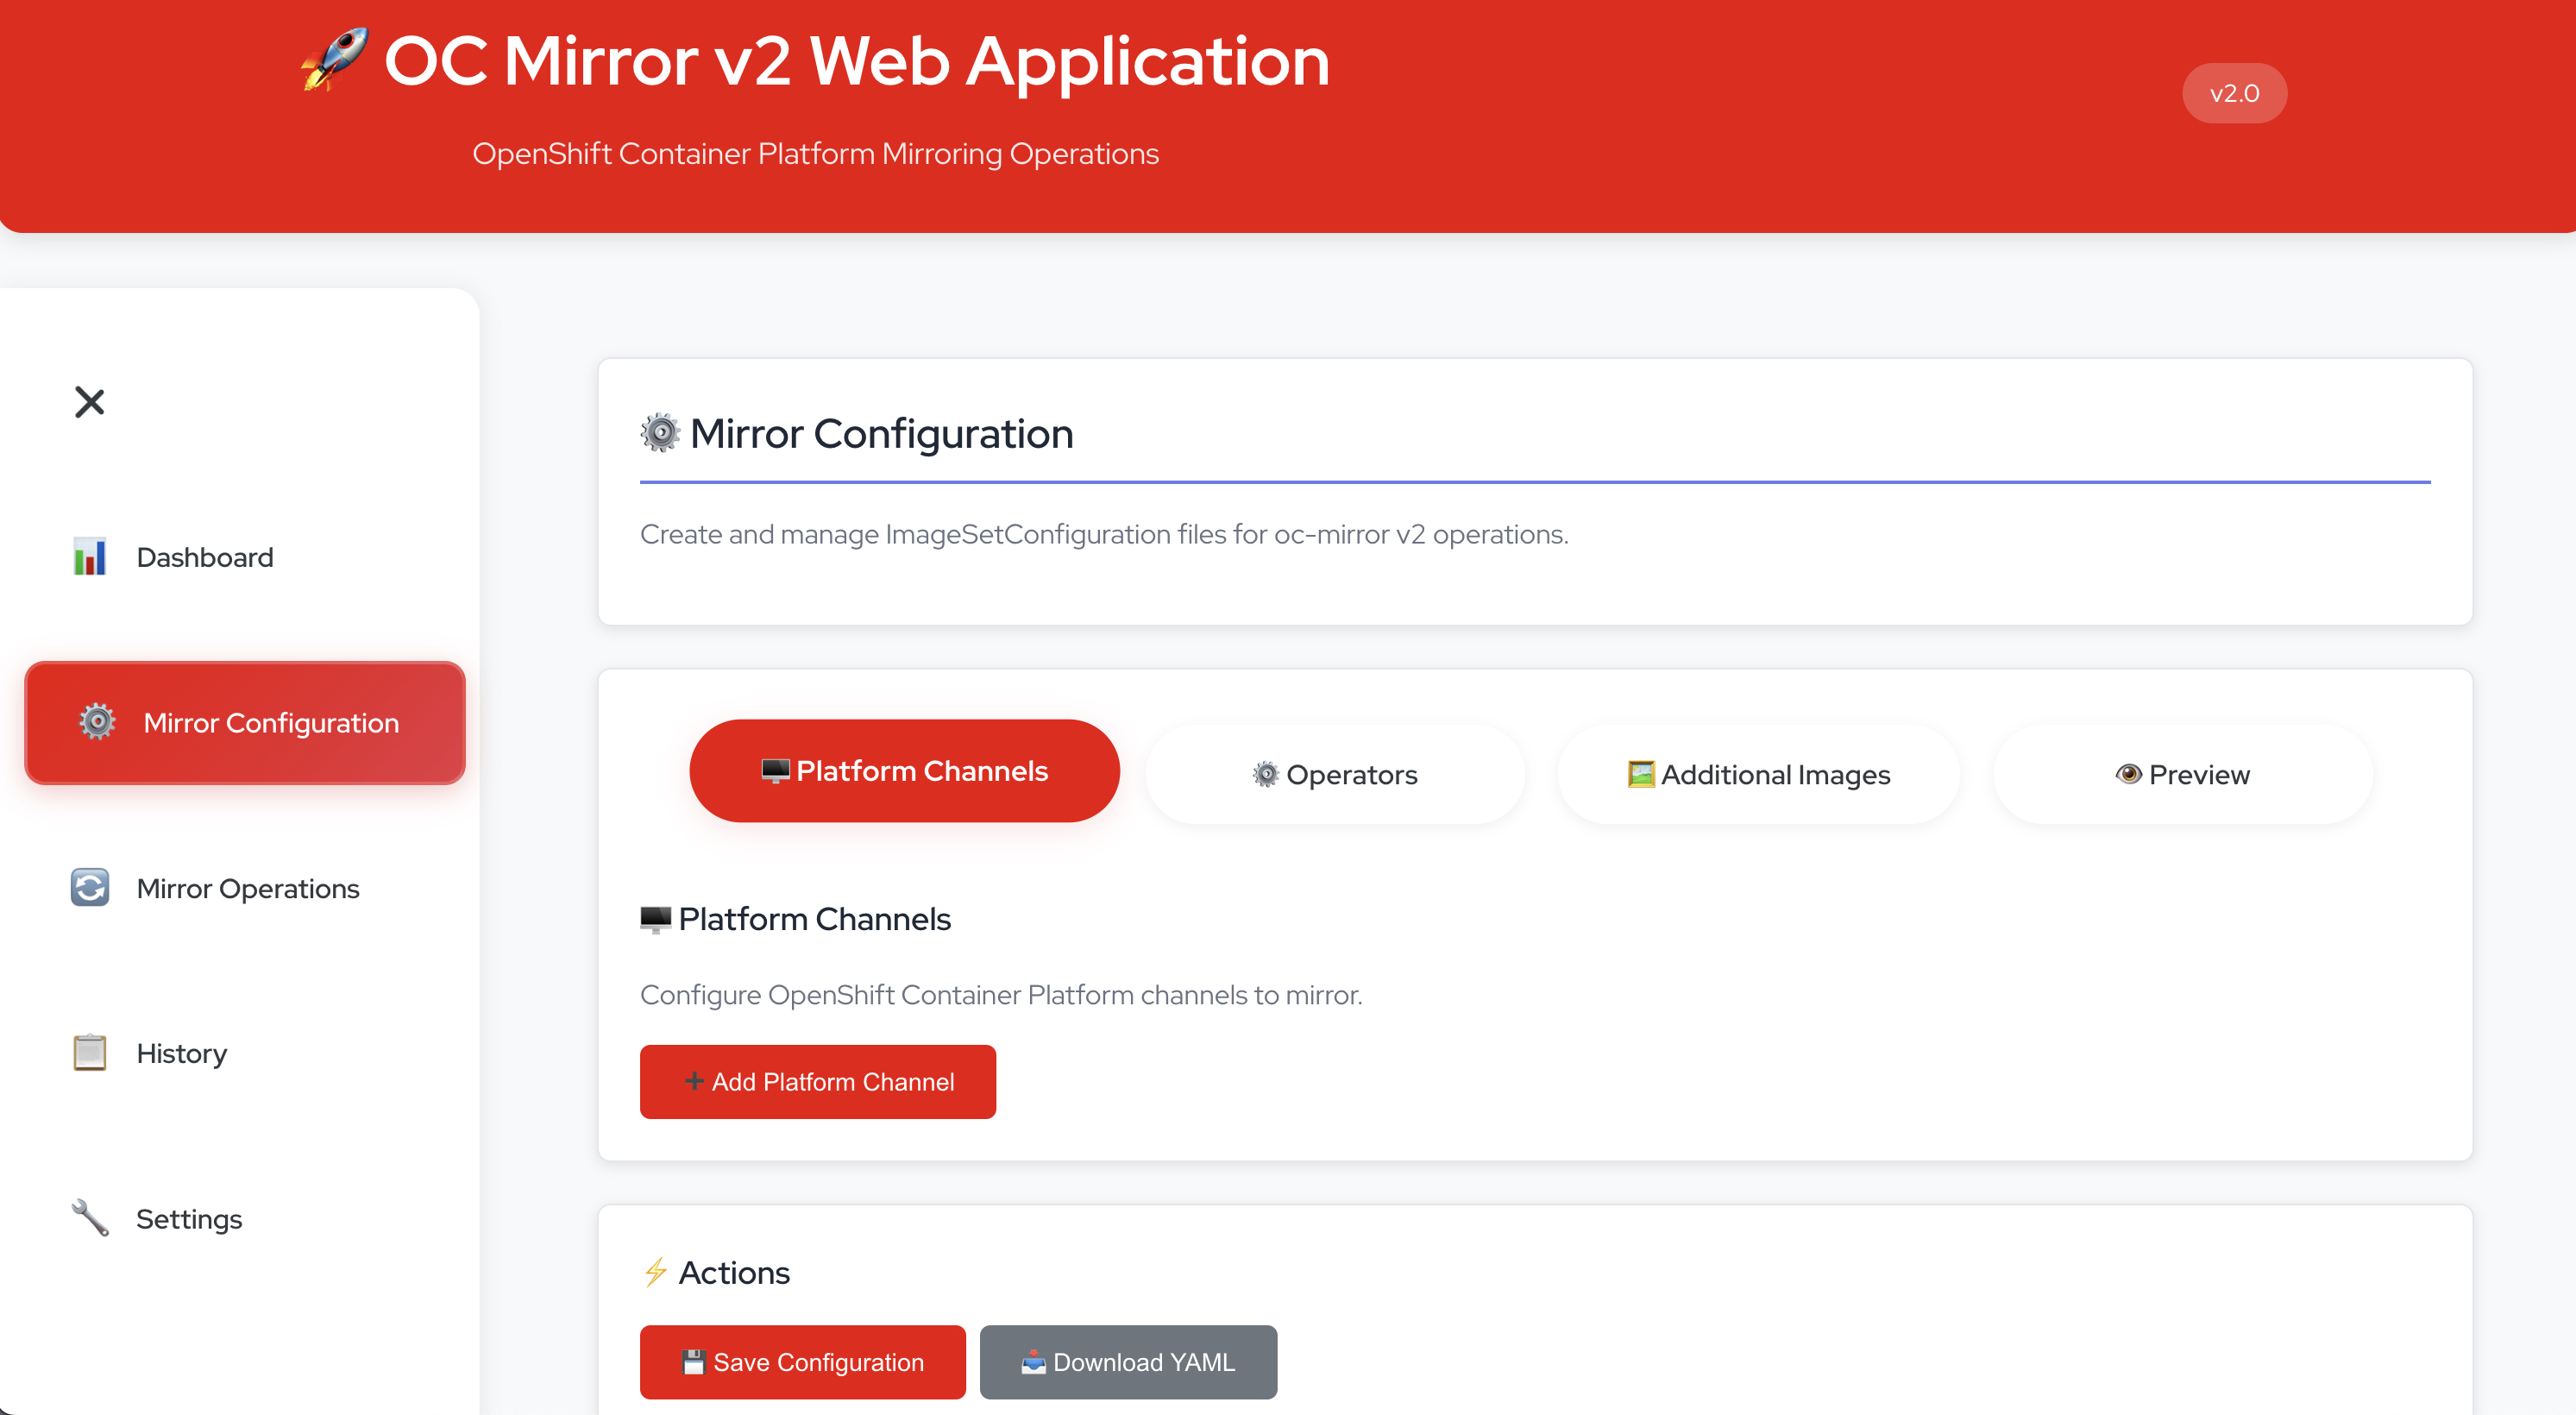 OC Mirror v2 Web Application
OpenShift Container Platform Mirroring Operations
v2.0
Dashboard
Mirror Configuration
Mirror Operations
History
Settings
Mirror Configuration
Create and manage ImageSetConfiguration files for oc-mirror v2 operations.
Platform Channels
Operators
Additional Images
Preview
Platform Channels
Configure OpenShift Container Platform channels to mirror.
Add Platform Channel
Actions
Save Configuration
Download YAML